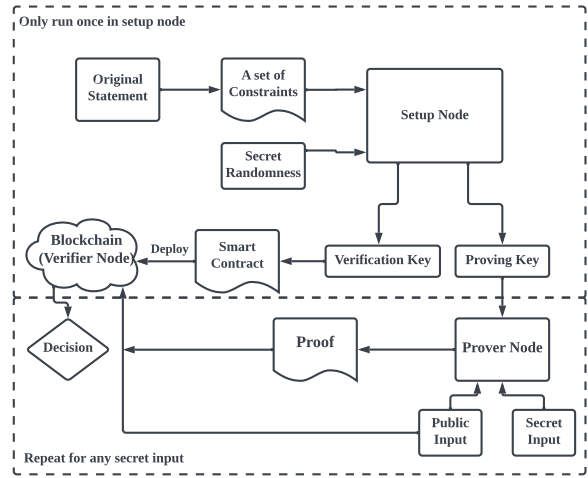 Only run once in setup node
Original
Statement
A set of
Constraints
Setup Node
Secret
Randomness
Blockchain
(Verifier Node)
Deploy
Smart
Contract
Verification Key
Proving Key
Decision
Proof
Prover Node
Public
Input
Secret
Input
Repeat for any secret input